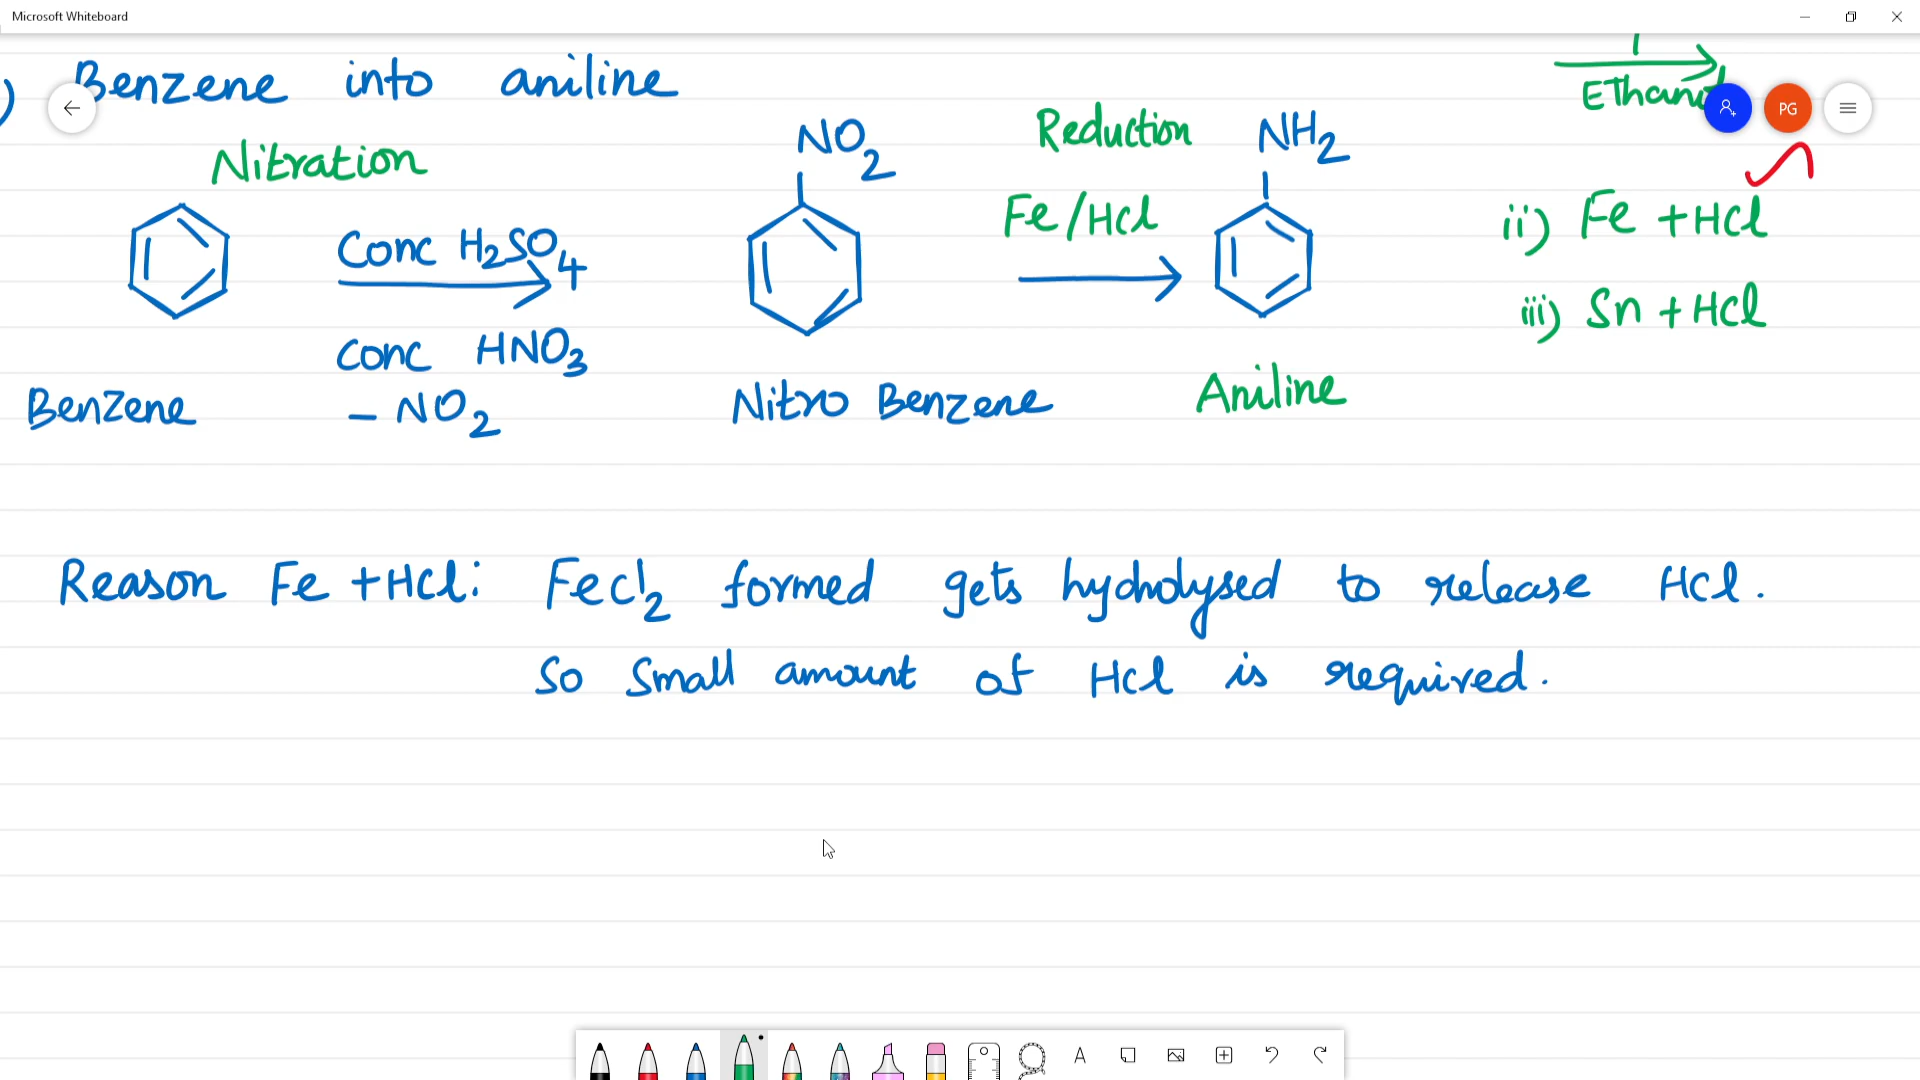 Microsoft Whiteboard
) Benzene into aniline
Ethanol
PG
Nitration
NO2
Reduction
NH2
Conc H2SO4
Fe/HCl
ii) Fe + HCl
Conc HNO3
iii) Sn + HCl
Benzene
- NO2
Nitro Benzene
Aniline
Reason Fe + HCl: FeCl2 formed gets hydrolysed to release HCl.
So Small amount of HCl is required.
A